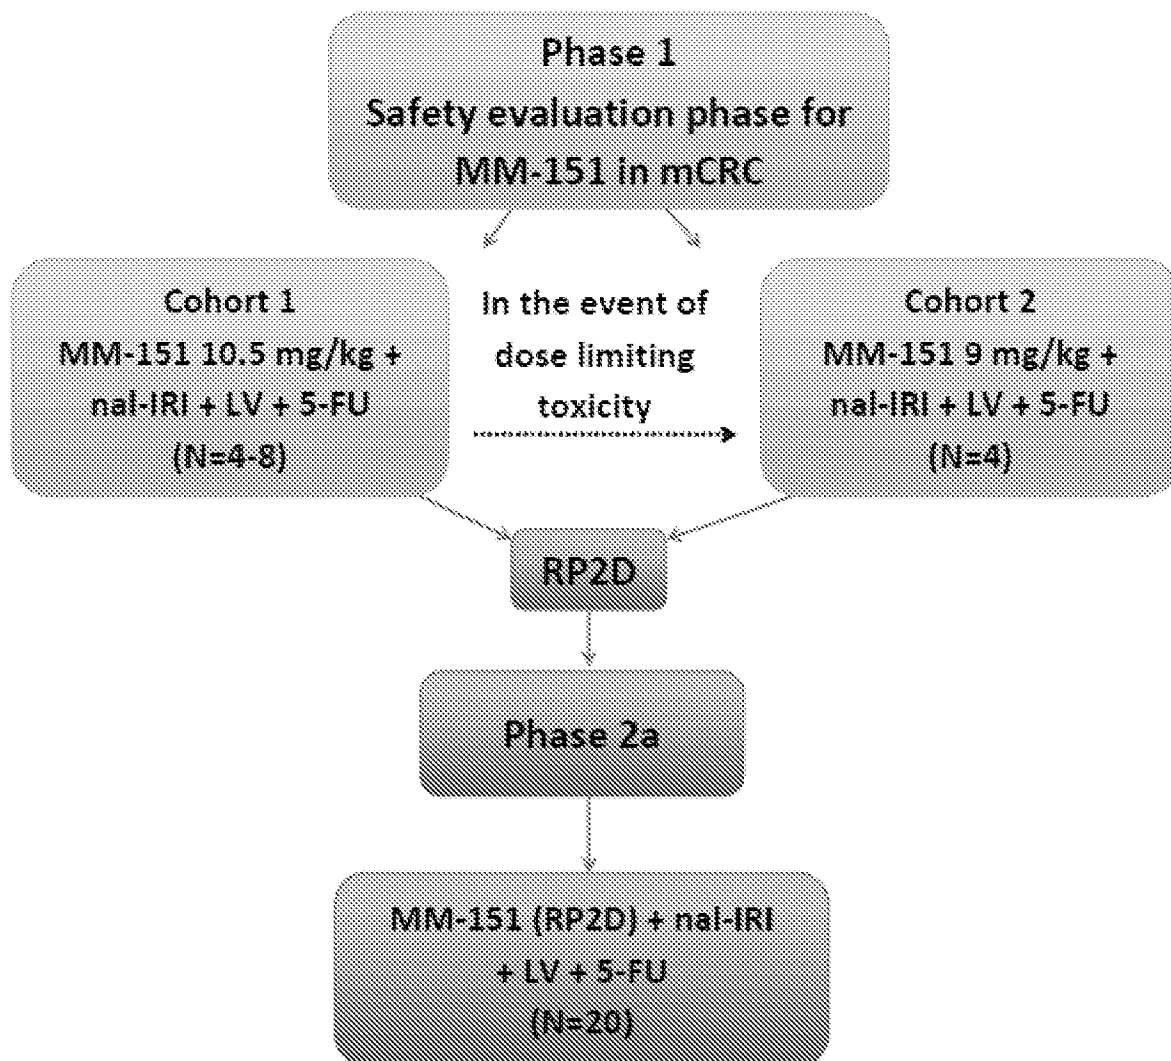 Phase 1
Safety evaluation phase for
MM-151 in mCRC
Cohort 1
MM-151 10.5 mg/kg +
nal-IRI + LV + 5-FU
(N=4-8)
In the event of
dose limiting
toxicity
Cohort 2
MM-151 9 mg/kg +
nal-IRI + LV + 5-FU
(N=4)
RP2D
Phase 2a
MM-151 (RP2D) + nal-IRI
+ LV + 5-FU
(N=20)